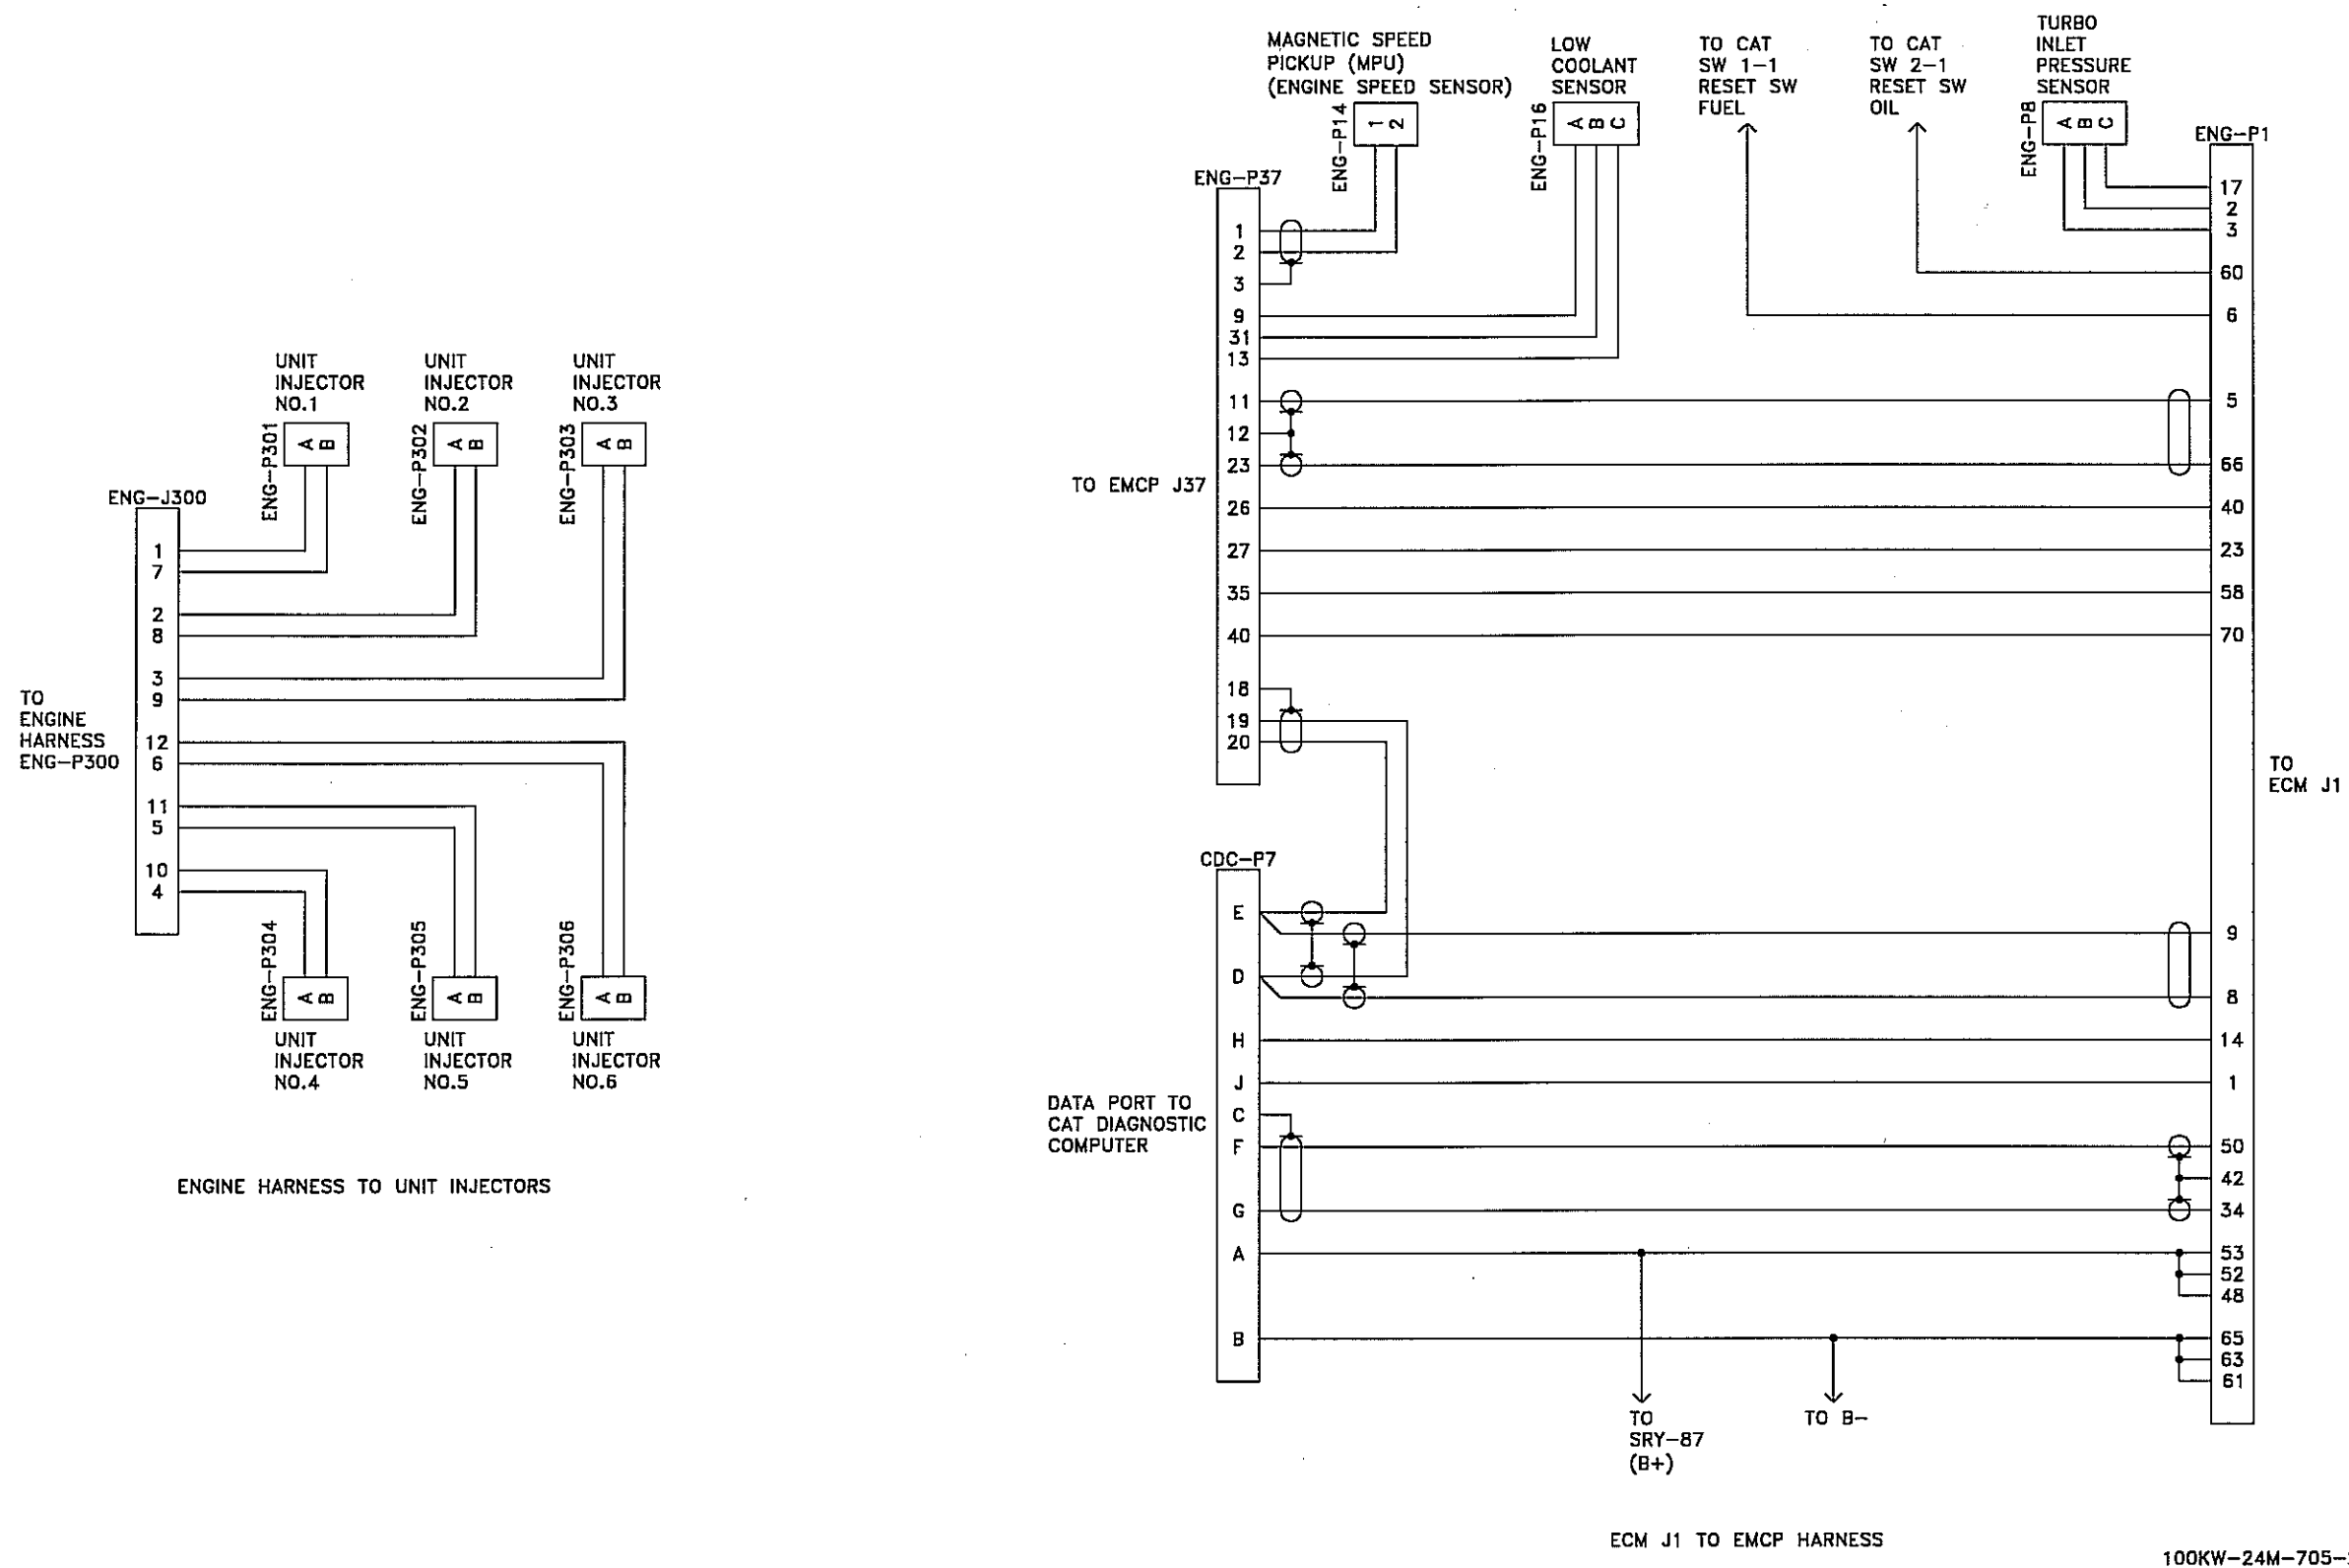 UNIT
INJECTOR
NO.1
UNIT
INJECTOR
NO.2
UNIT
INJECTOR
NO.3
ENG-P301
A B
ENG-P302
A B
ENG-P303
A B
ENG-J300
1
7
2
8
3
9
12
6
11
5
10
4
TO
ENGINE
HARNESS
ENG-P300
ENG-P304
A B
ENG-P305
A B
ENG-P306
A B
UNIT
INJECTOR
NO.4
UNIT
INJECTOR
NO.5
UNIT
INJECTOR
NO.6
ENGINE HARNESS TO UNIT INJECTORS
MAGNETIC SPEED
PICKUP (MPU)
(ENGINE SPEED SENSOR)
ENG-P14
1 2
LOW
COOLANT
SENSOR
ENG-P16
A B C
TO CAT
SW 1-1
RESET SW
FUEL
TO CAT
SW 2-1
RESET SW
OIL
TURBO
INLET
PRESSURE
SENSOR
ENG-P8
A B C
ENG-P37
1
2
3
9
31
13
11
12
23
26
27
35
40
18
19
20
TO EMCP J37
CDC-P7
E
D
H
J
C
F
G
A
B
DATA PORT TO
CAT DIAGNOSTIC
COMPUTER
ENG-P1
17
2
3
60
6
5
66
40
23
58
70
9
8
14
1
50
42
34
53
52
48
65
63
61
TO
ECM J1
TO
SRY-87
(B+)
TO B-
ECM J1 TO EMCP HARNESS
100KW-24M-705-